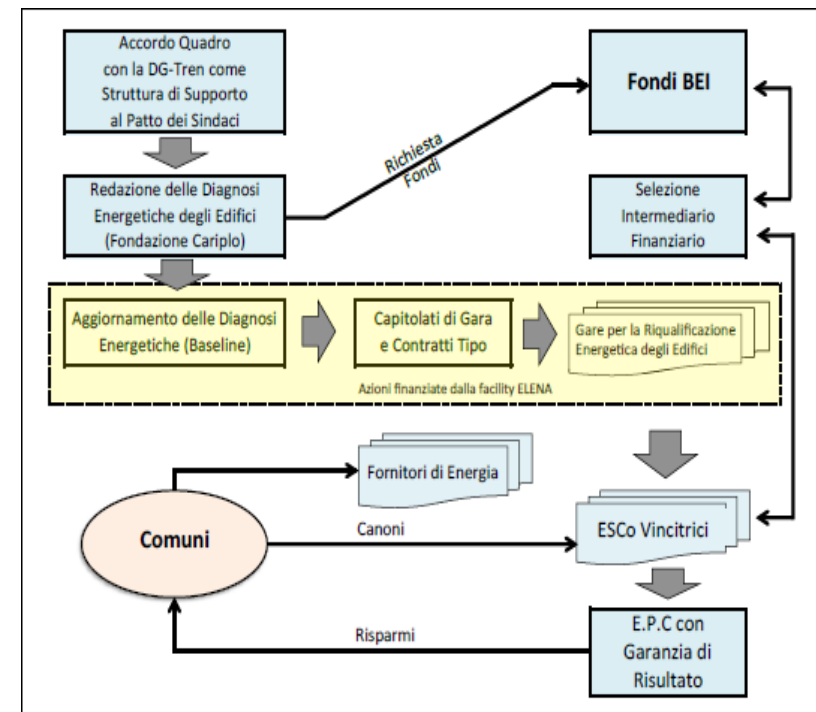 Accordo Quadro
con la DG-Tren come
Struttura di Supporto
al Patto dei Sindaci
Fondi BEI
Richiesta
Fondi
Redazione delle Diagnosi
Energetiche degli Edifici
(Fondazione Cariplo)
Selezione
Intermediario
Finanziario
Aggiornamento delle Diagnosi
Energetiche (Baseline)
Capitolati di Gara
e Contratti Tipo
Gare per la Riqualificazione
Energetica degli Edifici
Azioni finanziate dalla facility ELENA
Fornitori di Energia
Comuni
Canoni
ESCo Vincitrici
Risparmi
E.P.C con
Garanzia di
Risultato